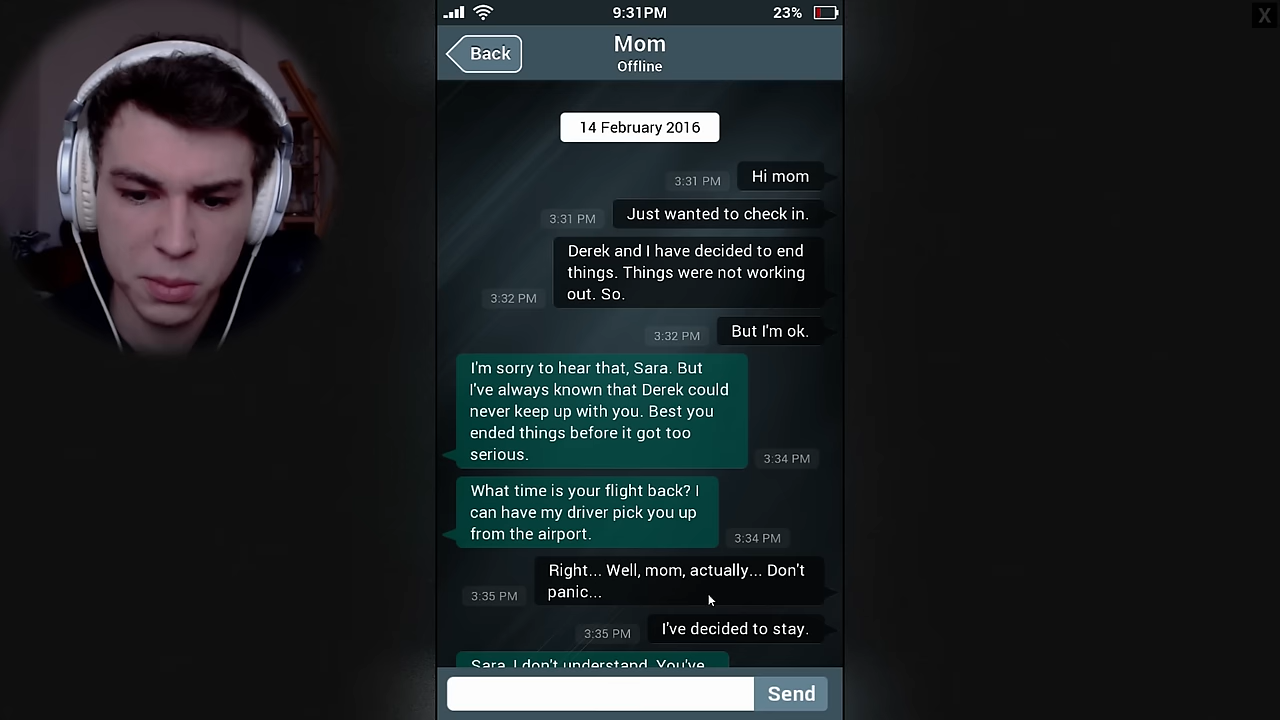 9:31PM
23%
X
Back
Mom
Offline
14 February 2016
3:31 PM
Hi mom
3:31 PM
Just wanted to check in.
Derek and I have decided to end
things. Things were not working
out. So.
3:32 PM
3:32 PM
But I'm ok.
I'm sorry to hear that, Sara. But
I've always known that Derek could
never keep up with you. Best you
ended things before it got too
serious.
3:34 PM
What time is your flight back? I
can have my driver pick you up
from the airport.
3:34 PM
Right... Well, mom, actually... Don't
panic...
3:35 PM
3:35 PM
I've decided to stay.
Sara, I don't understand. You've
Send